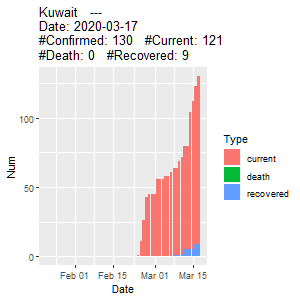 Kuwait   ---
Date: 2020-03-17
#Confirmed: 130   #Current: 121
#Death: 0   #Recovered: 9
Num
100
50
0
Feb 01
Feb 15
Mar 01
Mar 15
Date
Type
current
death
recovered